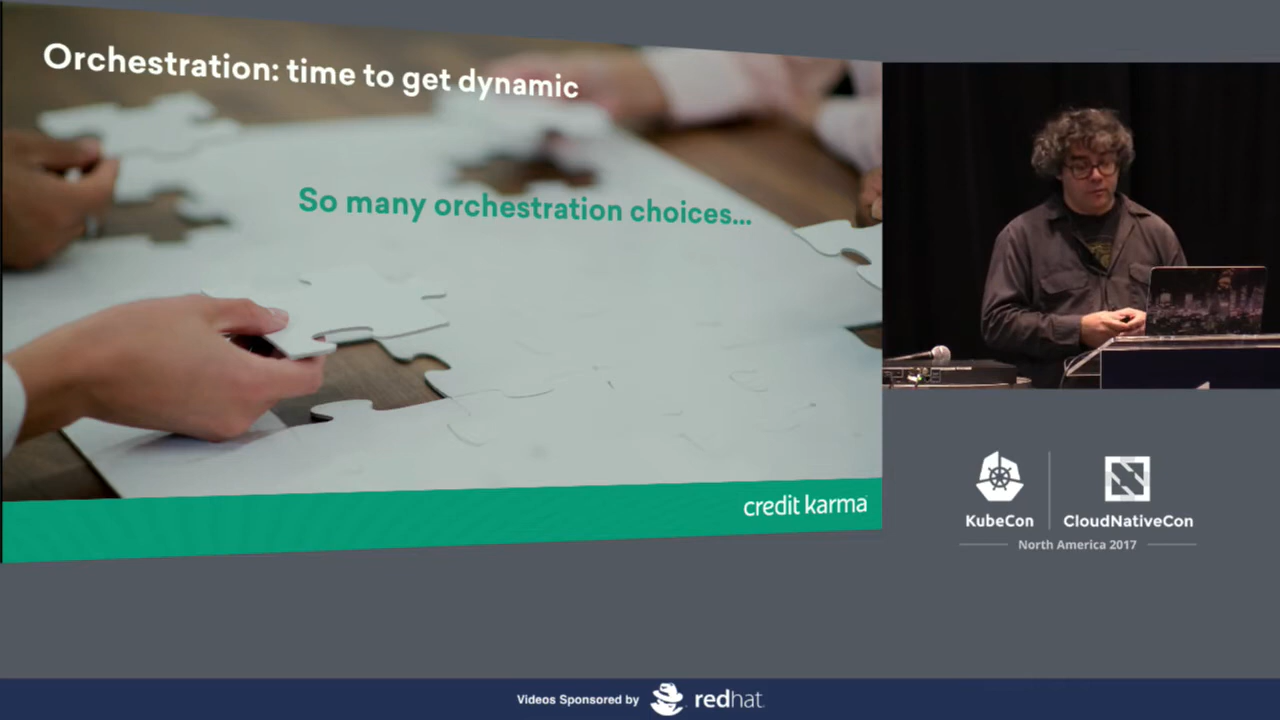 Orchestration: time to get dynamic
So many orchestration choices...
credit karma
KubeCon
CloudNativeCon
North America 2017
Videos Sponsored by
redhat